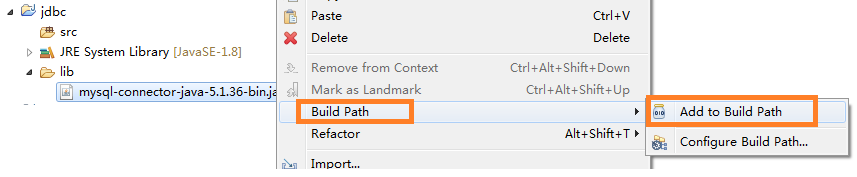 jdbc
src
JRE System Library [JavaSE-1.8]
lib
mysql-connector-java-5.1.36-bin.ja
Paste Ctrl+V
Delete Delete
Remove from Context Ctrl+Alt+Shift+Down
Mark as Landmark Ctrl+Alt+Shift+Up
Build Path
Add to Build Path
Refactor Alt+Shift+T
Configure Build Path...
Import...